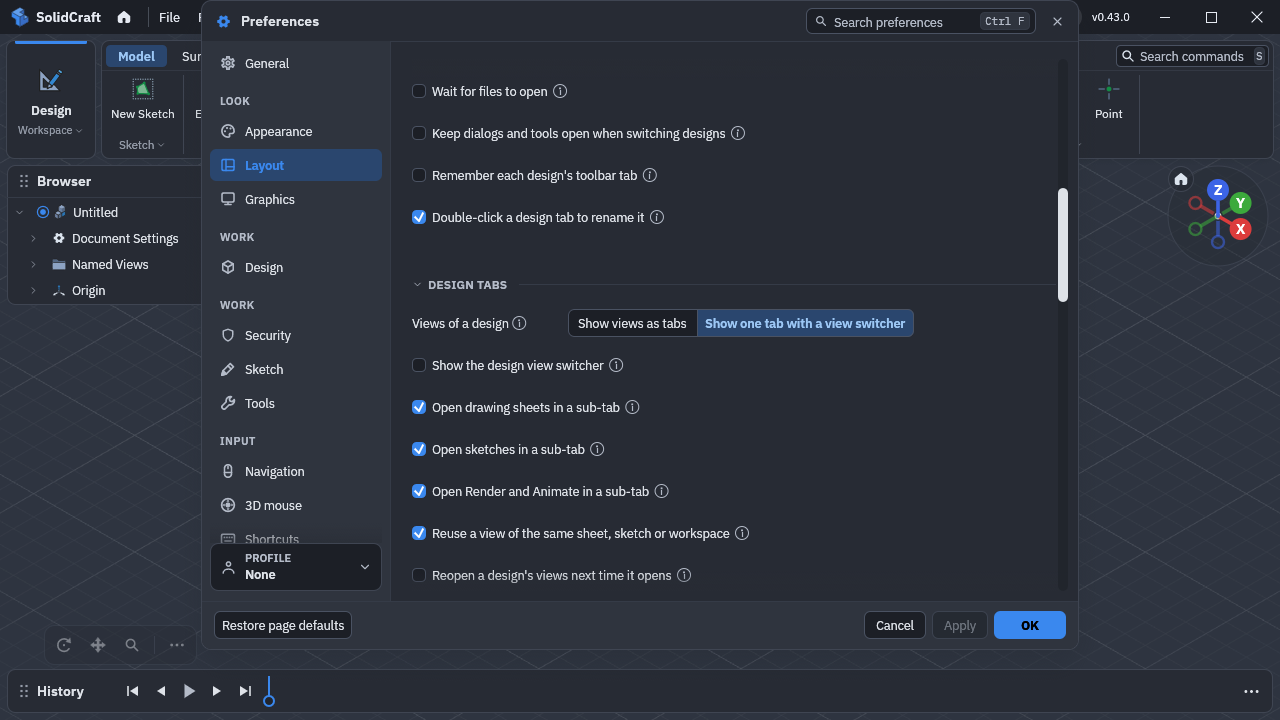 SolidCraft
File
v0.43.0
Preferences
Search preferences
Ctrl F
Model
Search commands
S
Design
Workspace
New Sketch
Sketch
Point
Browser
Untitled
Document Settings
Named Views
Origin
General
LOOK
Appearance
Layout
Graphics
WORK
Design
WORK
Security
Sketch
Tools
INPUT
Navigation
3D mouse
Shortcuts
PROFILE
None
Wait for files to open
Keep dialogs and tools open when switching designs
Remember each design's toolbar tab
Double-click a design tab to rename it
DESIGN TABS
Views of a design
Show views as tabs
Show one tab with a view switcher
Show the design view switcher
Open drawing sheets in a sub-tab
Open sketches in a sub-tab
Open Render and Animate in a sub-tab
Reuse a view of the same sheet, sketch or workspace
Reopen a design's views next time it opens
Restore page defaults
Cancel
Apply
OK
Z
Y
X
History